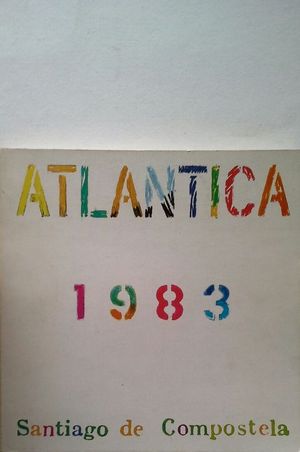 ATLANTICA
1983
Santiago de Compostela